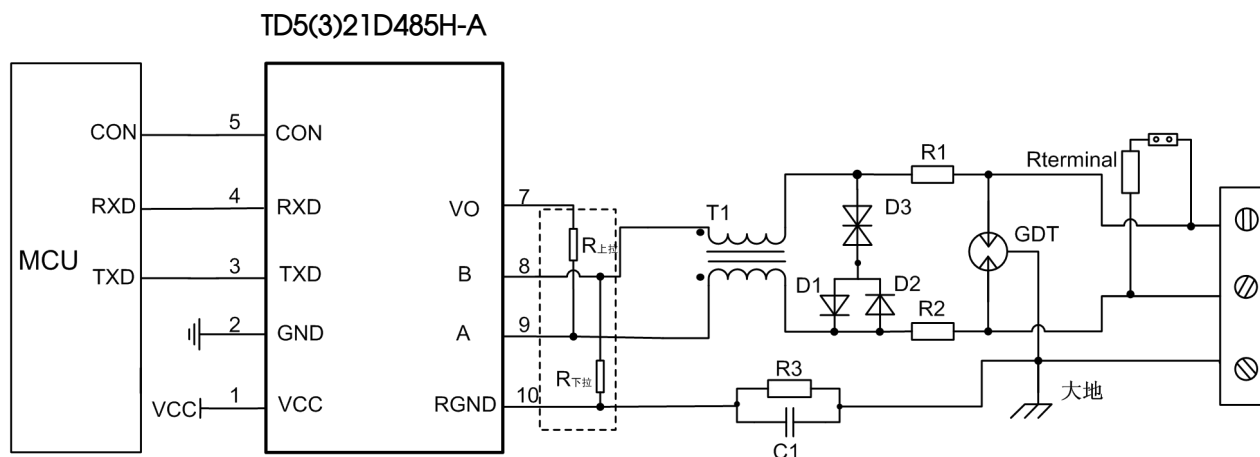 TD5(3)21D485H-A
MCU
CON
5
CON
RXD
4
RXD
TXD
3
TXD
2
GND
VCC
1
VCC
VO
7
B
8
A
9
RGND
10
R上拉
R下拉
T1
D3
D1
D2
R1
R2
GDT
Rterminal
R3
C1
大地